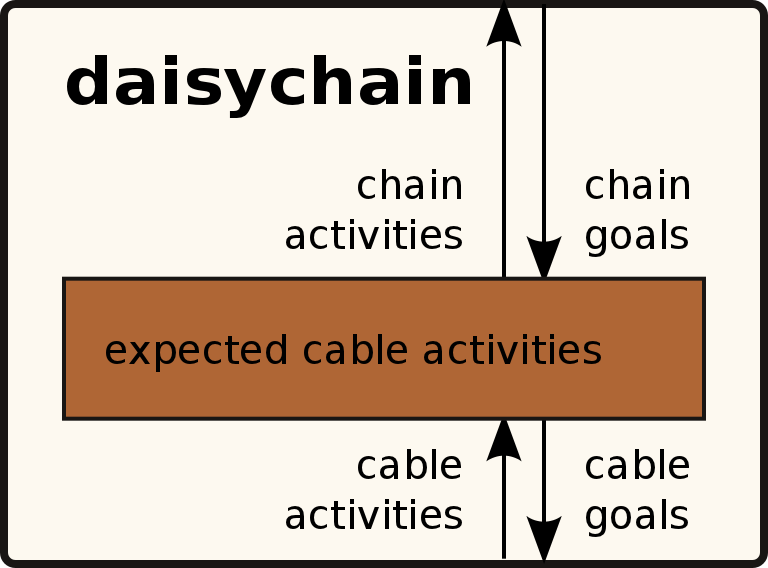 daisychain
chain
activities
chain
goals
expected cable activities
cable
activities
cable
goals